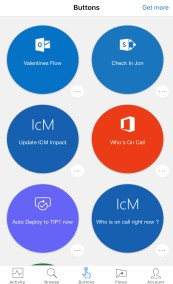 Buttons
Get more
Valentines Flow
Check In Jon
IcM
Update ICM Impact
Who's On Call
Auto Deploy to TIP1 now
IcM
Who is on call right now ?
Activity
Browse
Buttons
Flows
Account